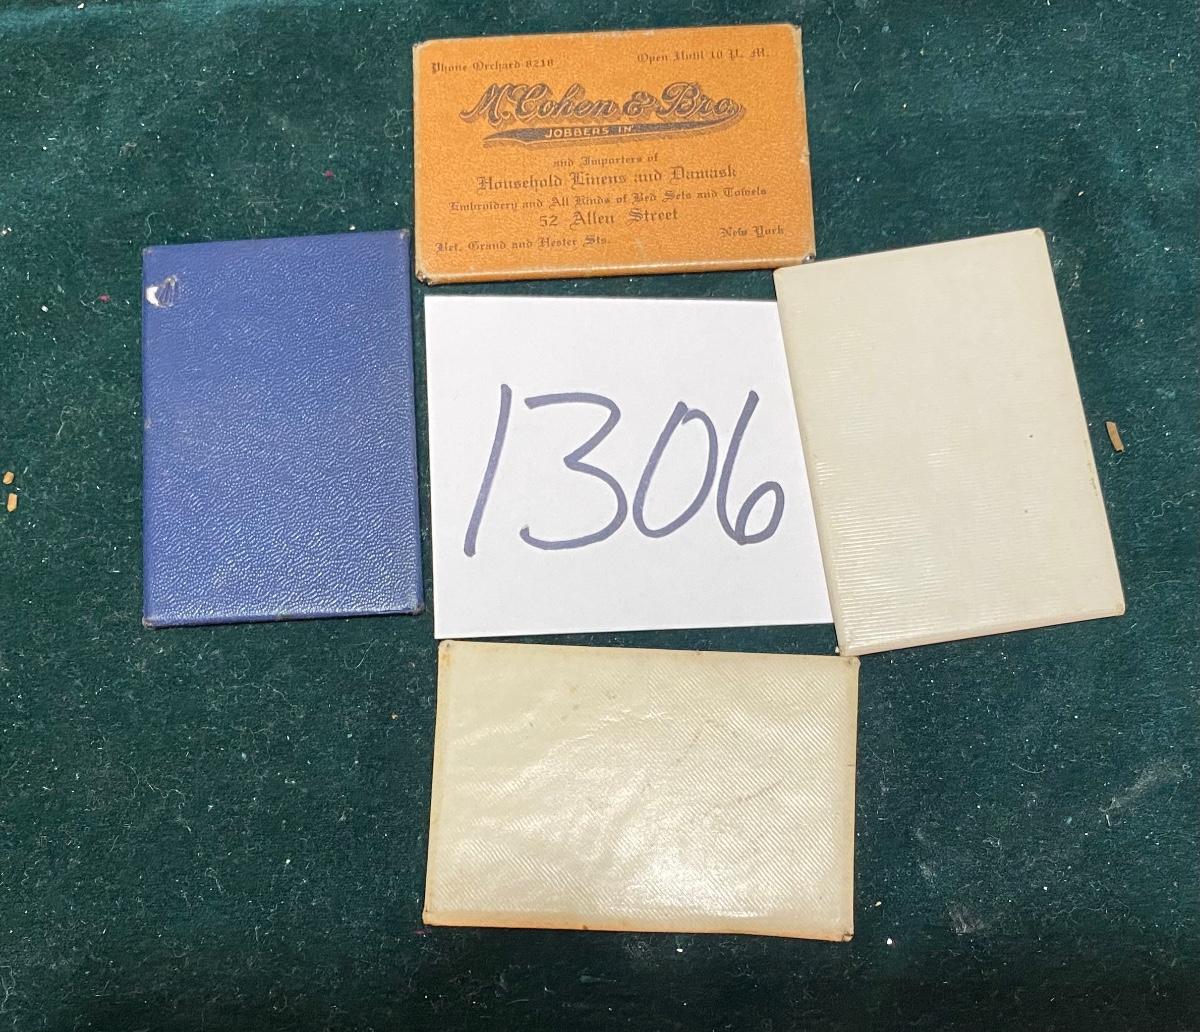 Phone Orchard 8218 Open Until 10 P. M.
M. Cohen & Bro.
JOBBERS IN
and Importers of
Household Linens and Damask
Embroidery and All Kinds of Bed Sets and Towels
52 Allen Street
Bet. Grand and Hester Sts. New York
1306